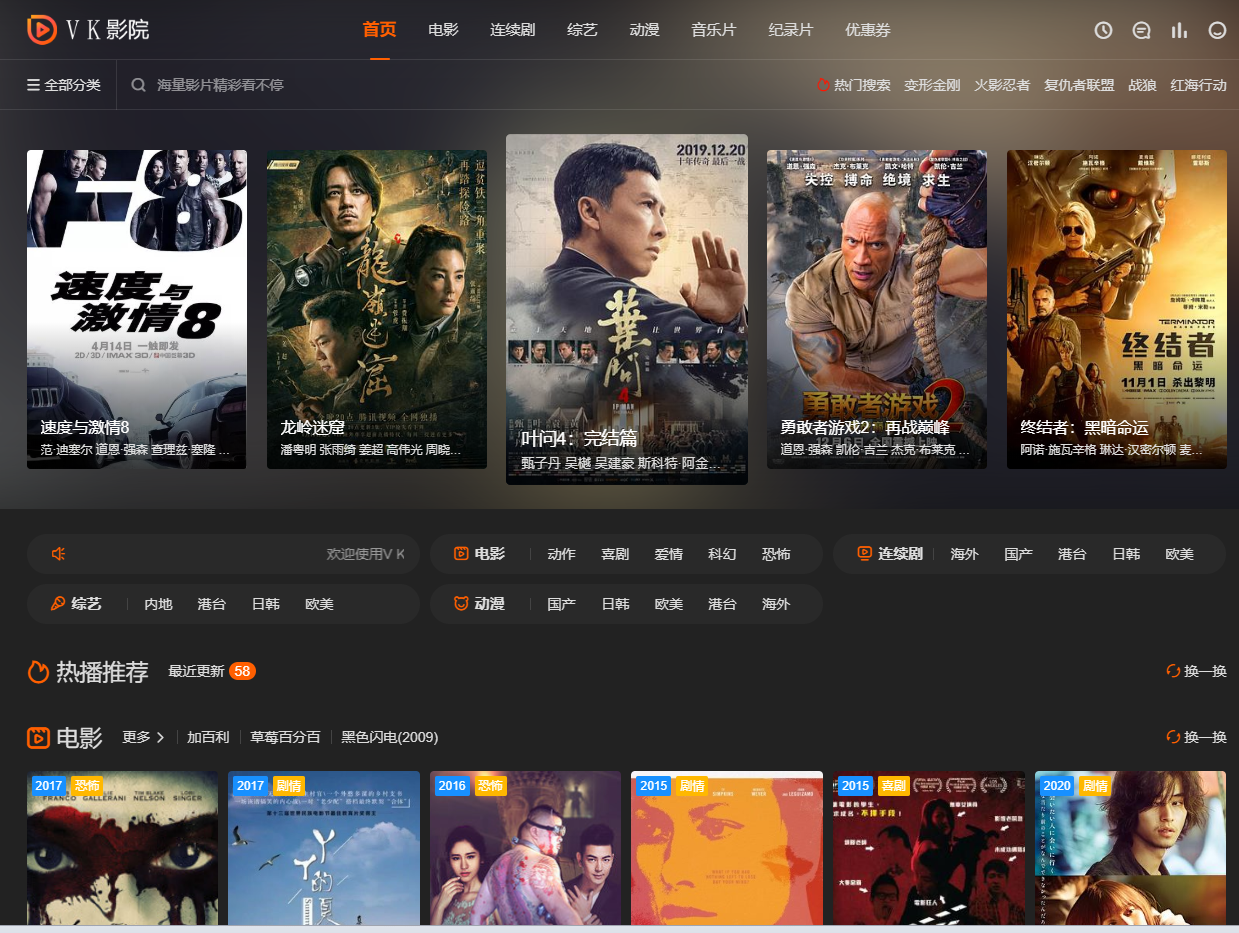 V K 影院
首页 电影 连续剧 综艺 动漫 音乐片 纪录片 优惠券
全部分类 海量影片精彩看不停 热门搜索 变形金刚 火影忍者 复仇者联盟 战狼 红海行动
F8
速度与激情8
4月14日 一触即发
速度与激情8
范·迪塞尔 道恩·强森 查理兹·塞隆 ...
龙岭迷窟
潘粤明 张雨绮 姜超 高伟光 周晓...
2019.12.20
十年传奇 最后一战
葉问
4
叶问4：完结篇
甄子丹 吴樾 吴建豪 斯科特·阿金...
失控 搏命 绝境 求生
勇敢者游戏2
勇敢者游戏2：再战巅峰
道恩·强森 凯伦·吉兰 杰克·布莱克 ...
TERMINATOR
终结者
黑暗命运
11月1日 杀出黎明
终结者：黑暗命运
阿诺·施瓦辛格 琳达·汉密尔顿 麦...
欢迎使用V K
电影 动作 喜剧 爱情 科幻 恐怖
连续剧 海外 国产 港台 日韩 欧美
综艺 内地 港台 日韩 欧美
动漫 国产 日韩 欧美 港台 海外
热播推荐 最近更新 58 换一换
电影 更多 加百利 草莓百分百 黑色闪电(2009) 换一换
2017 恐怖
FRANCO GALLERANI NELSON SINGER
2017 剧情
丫丫的夏
2016 恐怖
2015 剧情
2015 喜剧
不擇手段！
2020 剧情